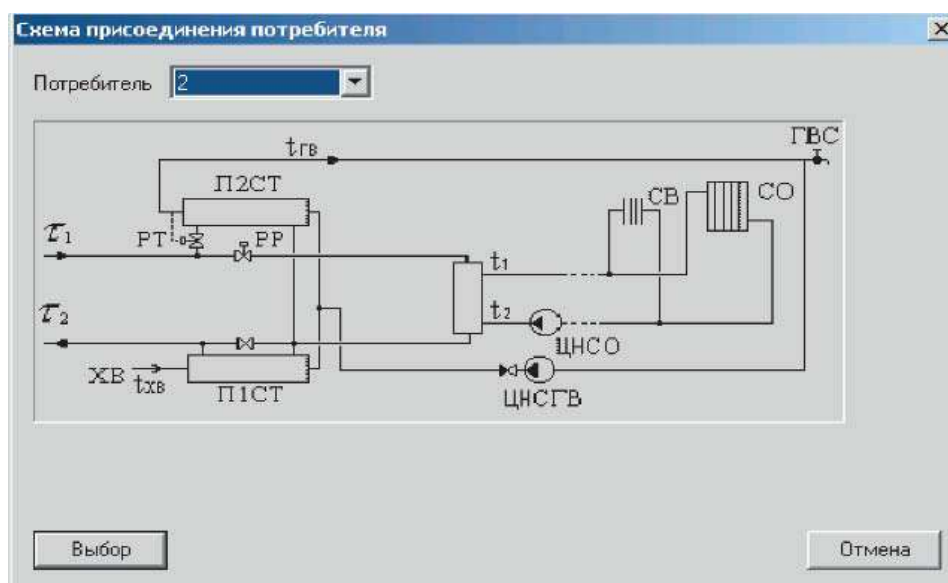 Схема присоединения потребителя
Потребитель 2
ГВС
tгв
П2СТ
СВ
СО
τ1
РТ
РР
t1
τ2
t2
ЦНСО
ХВ
tхв
П1СТ
ЦНСГВ
Выбор
Отмена